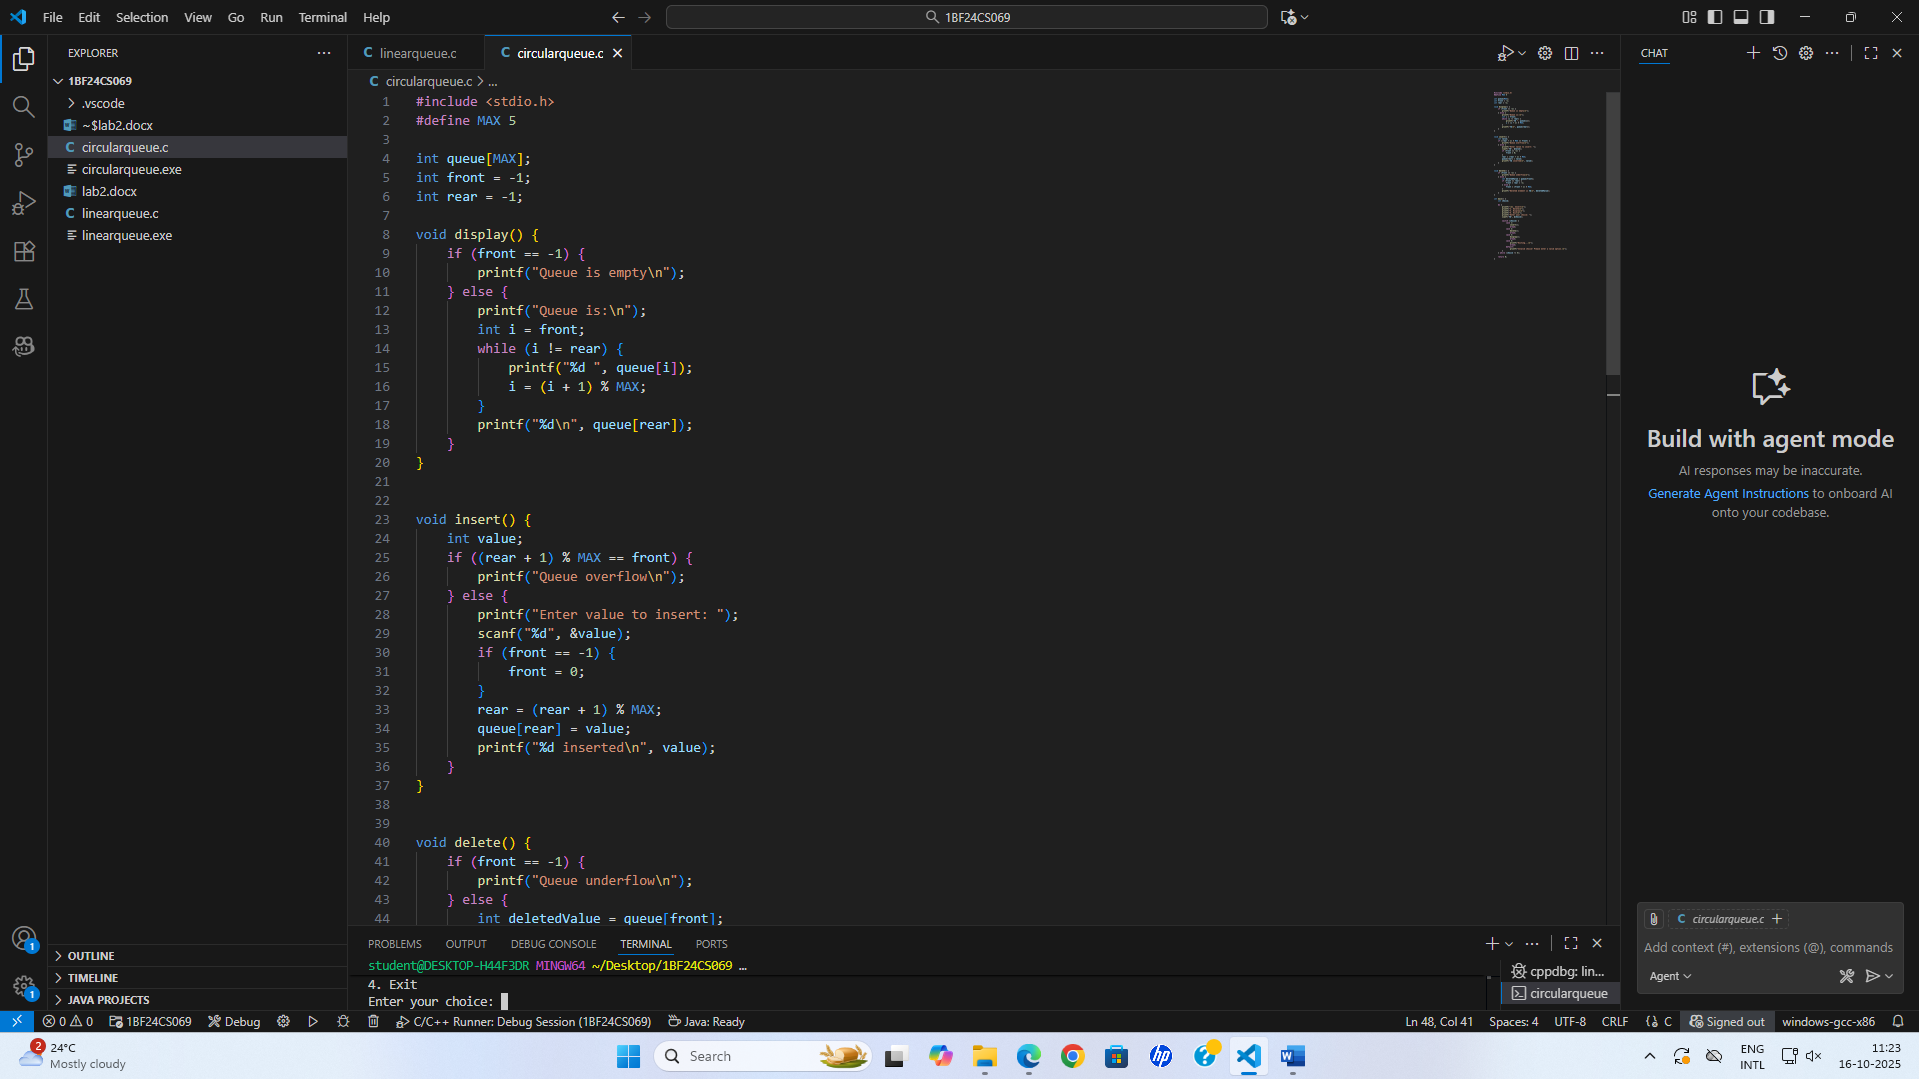 File Edit Selection View Go Run Terminal Help
1BF24CS069
EXPLORER
1BF24CS069
.vscode
~$lab2.docx
circularqueue.c
circularqueue.exe
lab2.docx
linearqueue.c
linearqueue.exe
OUTLINE
TIMELINE
JAVA PROJECTS
C linearqueue.c
C circularqueue.c
C circularqueue.c > ...
1 #include <stdio.h>
2 #define MAX 5
3
4 int queue[MAX];
5 int front = -1;
6 int rear = -1;
7
8 void display() {
9 if (front == -1) {
10 printf("Queue is empty\n");
11 } else {
12 printf("Queue is:\n");
13 int i = front;
14 while (i != rear) {
15 printf("%d ", queue[i]);
16 i = (i + 1) % MAX;
17 }
18 printf("%d\n", queue[rear]);
19 }
20 }
21
22
23 void insert() {
24 int value;
25 if ((rear + 1) % MAX == front) {
26 printf("Queue overflow\n");
27 } else {
28 printf("Enter value to insert: ");
29 scanf("%d", &value);
30 if (front == -1) {
31 front = 0;
32 }
33 rear = (rear + 1) % MAX;
34 queue[rear] = value;
35 printf("%d inserted\n", value);
36 }
37 }
38
39
40 void delete() {
41 if (front == -1) {
42 printf("Queue underflow\n");
43 } else {
44 int deletedValue = queue[front];
PROBLEMS OUTPUT DEBUG CONSOLE TERMINAL PORTS
student@DESKTOP-H44F3DR MINGW64 ~/Desktop/1BF24CS069 ...
4. Exit
Enter your choice:
cppdbg: lin...
circularqueue
CHAT
Build with agent mode
AI responses may be inaccurate.
Generate Agent Instructions to onboard AI
onto your codebase.
C circularqueue.c +
Add context (#), extensions (@), commands
Agent
0 0 1BF24CS069 Debug C/C++ Runner: Debug Session (1BF24CS069) Java: Ready
Ln 48, Col 41 Spaces: 4 UTF-8 CRLF {} C Signed out windows-gcc-x86
1
1
2
24°C
Mostly cloudy
Search
hp
ENG
INTL
11:23
16-10-2025